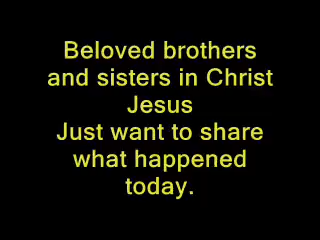 Beloved brothers
and sisters in Christ
Jesus
Just want to share
what happened
today.